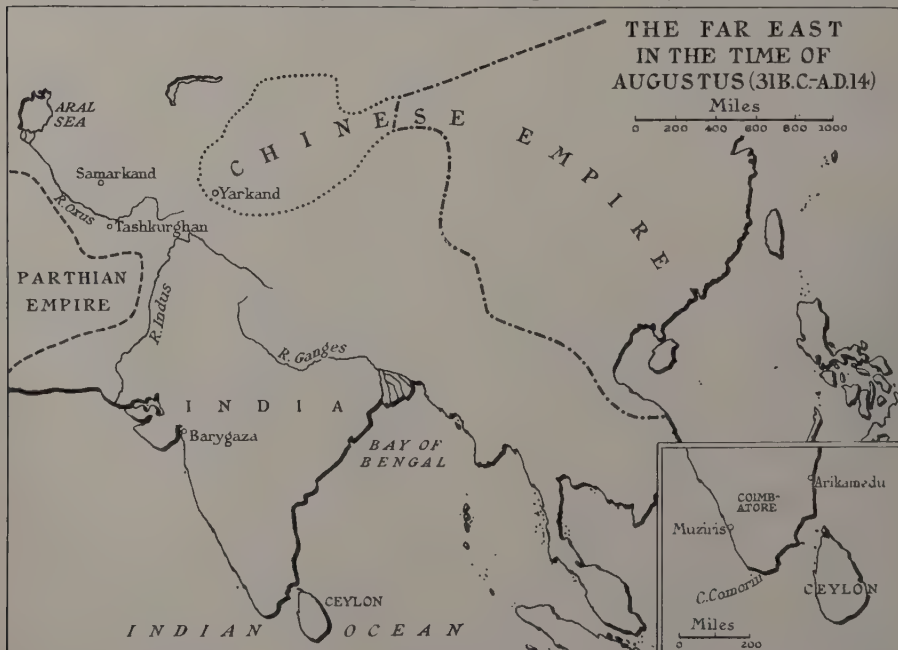 THE FAR EAST
IN THE TIME OF
AUGUSTUS (31B.C.-A.D.14)
Miles
0 200 400 600 800 1000
ARAL
SEA
CHINESE EMPIRE
Samarkand
Yarkand
R.Oxus
Tashkurghan
PARTHIAN
EMPIRE
R.Indus
R.Ganges
INDIA
Barygaza
BAY OF
BENGAL
CEYLON
INDIAN OCEAN
Arikamedu
COIMB-
ATORE
Muziris
C.Comorin
CEYLON
Miles
0 200